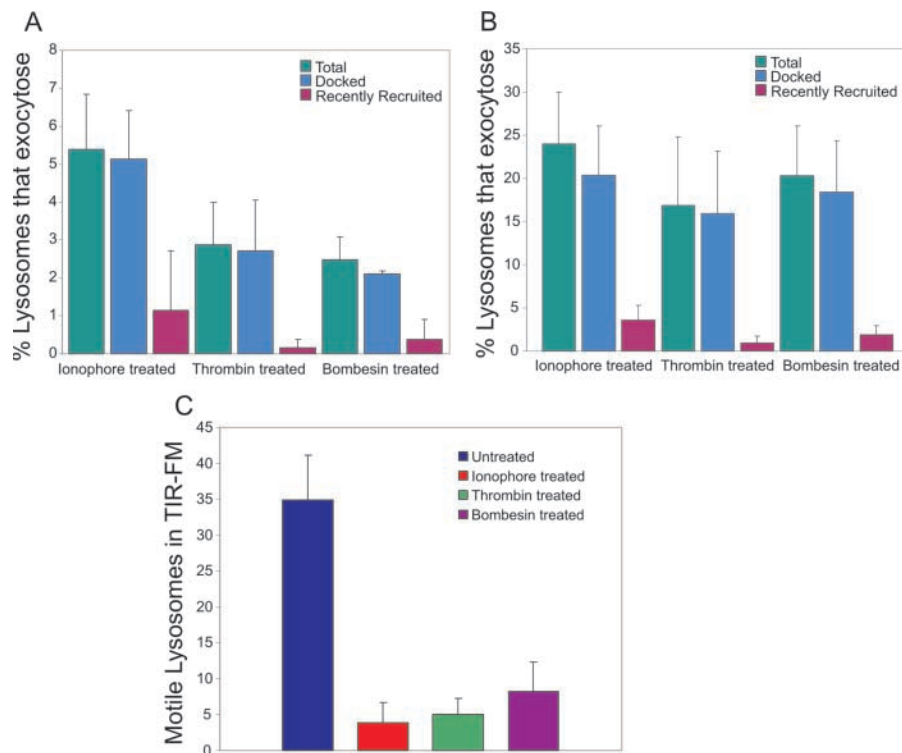 A
% Lysosomes that exocytose
8
7
6
5
4
3
2
1
0
Total
Docked
Recently Recruited
Ionophore treated
Thrombin treated
Bombesin treated
B
% Lysosomes that exocytose
35
30
25
20
15
10
5
0
Total
Docked
Recently Recruited
Ionophore treated
Thrombin treated
Bombesin treated
C
Motile Lysosomes in TIR-FM
45
40
35
30
25
20
15
10
5
0
Untreated
Ionophore treated
Thrombin treated
Bombesin treated